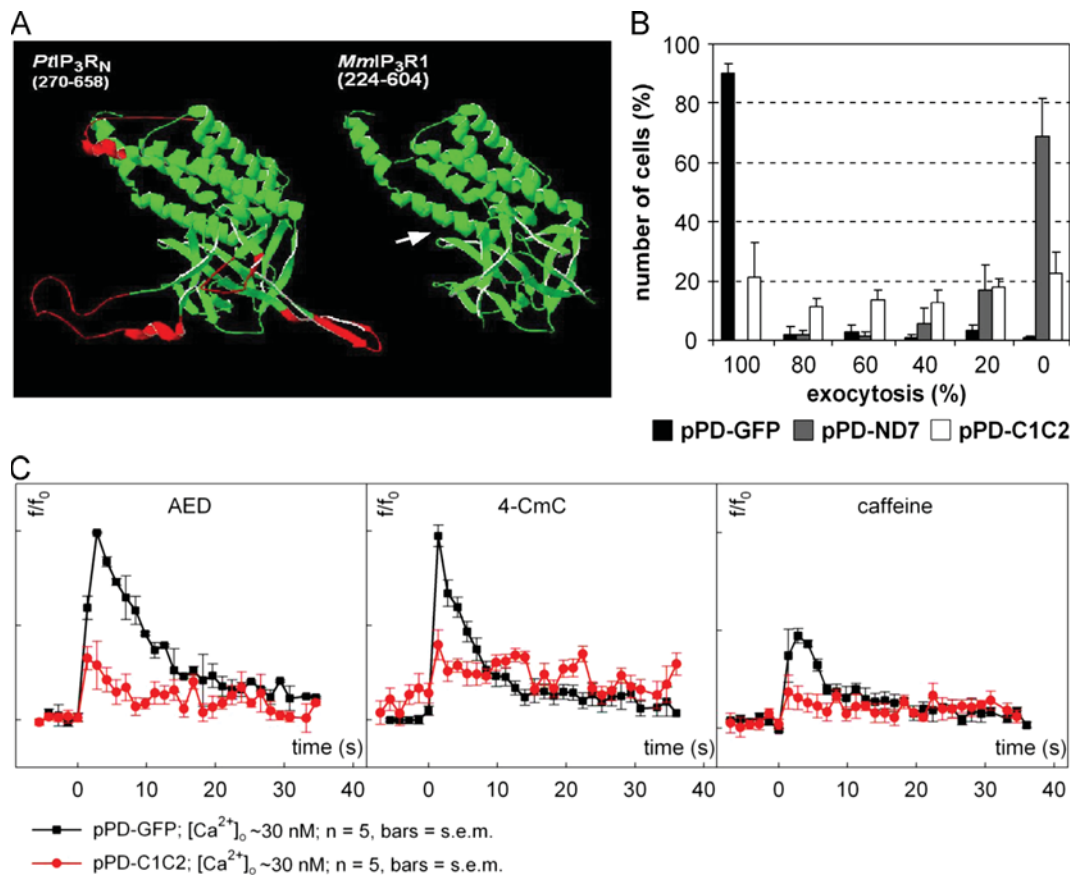 A
PtIP3RN
(270-658)
MmIP3R1
(224-604)
B
number of cells (%)
100
80
60
40
20
0
100 80 60 40 20 0
exocytosis (%)
pPD-GFP pPD-ND7 pPD-C1C2
C
f/f0 AED
time (s)
0 10 20 30 40
f/f0 4-CmC
time (s)
0 10 20 30 40
f/f0 caffeine
time (s)
0 10 20 30 40
pPD-GFP; [Ca2+]o ~30 nM; n = 5, bars = s.e.m.
pPD-C1C2; [Ca2+]o ~30 nM; n = 5, bars = s.e.m.